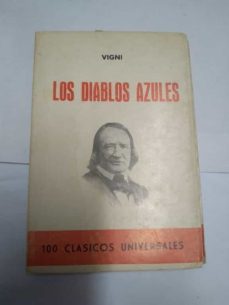 VIGNI
LOS DIABLOS AZULES
100 CLASICOS UNIVERSALES